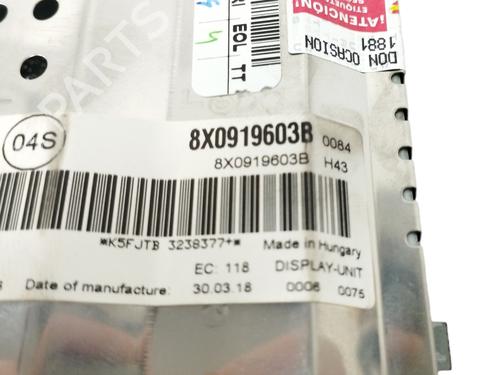 ¡ATENCIÓN!
DON OCASION
1881
RI EOL TT
04S
8X0919603B 0084
8X0919603B H43
*K5FJTB 3238377+*
Made in Hungary
EC: 118 DISPLAY-UNIT
Date of manufacture: 30.03.18 0006 0075